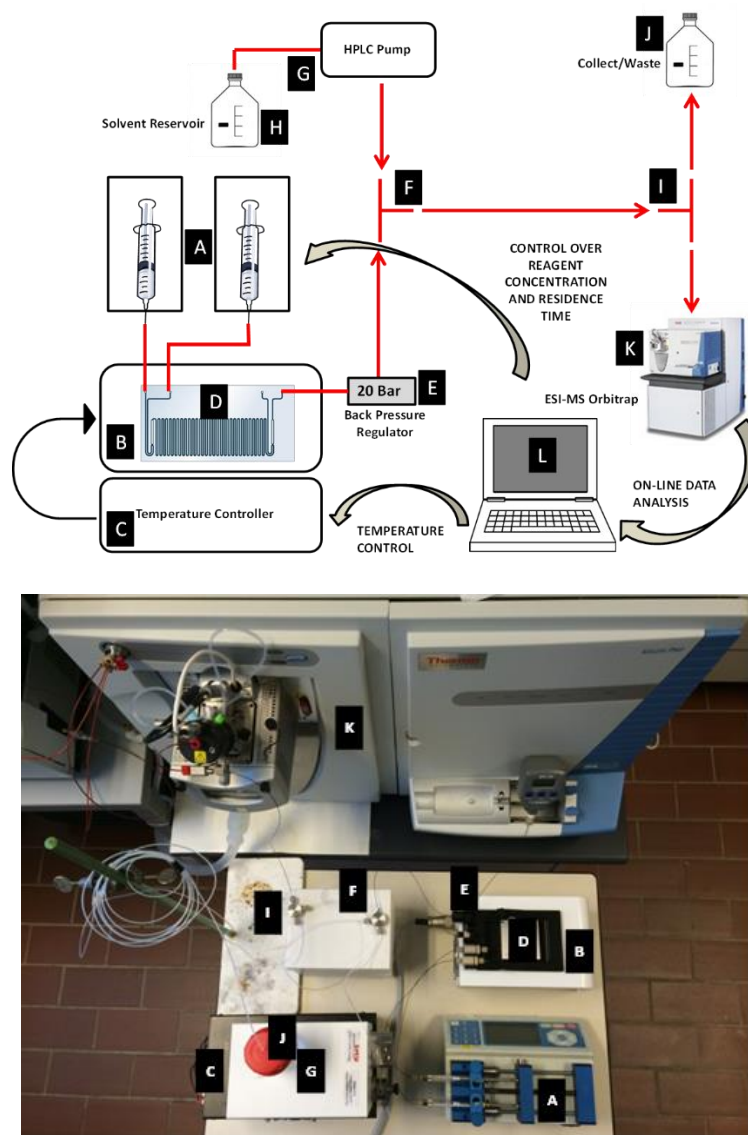 J
HPLC Pump
G
Collect/Waste
Solvent Reservoir
H
F
I
A
CONTROL OVER
REAGENT
CONCENTRATION
AND RESIDENCE
TIME
K
D
20 Bar
E
Back Pressure
Regulator
ESI-MS Orbitrap
B
L
ON-LINE DATA
ANALYSIS
C
Temperature Controller
TEMPERATURE
CONTROL
Thermo
K
E
F
I
D
B
J
C
G
A